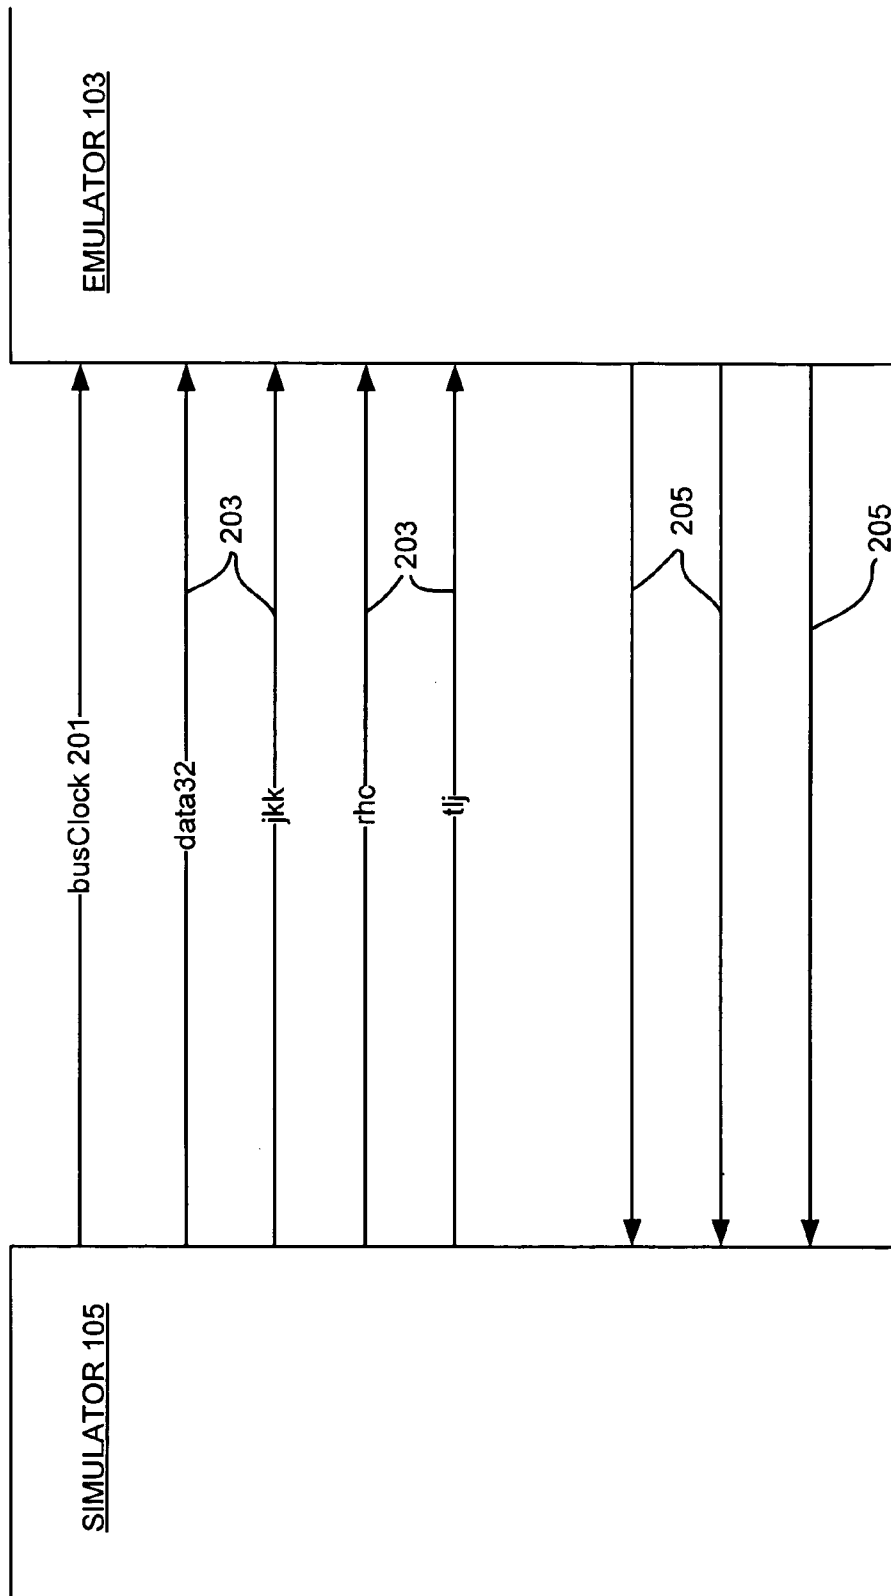 SIMULATOR 105
EMULATOR 103
busClock 201
data32
203
jkk
rhc
203
tlj
205
205